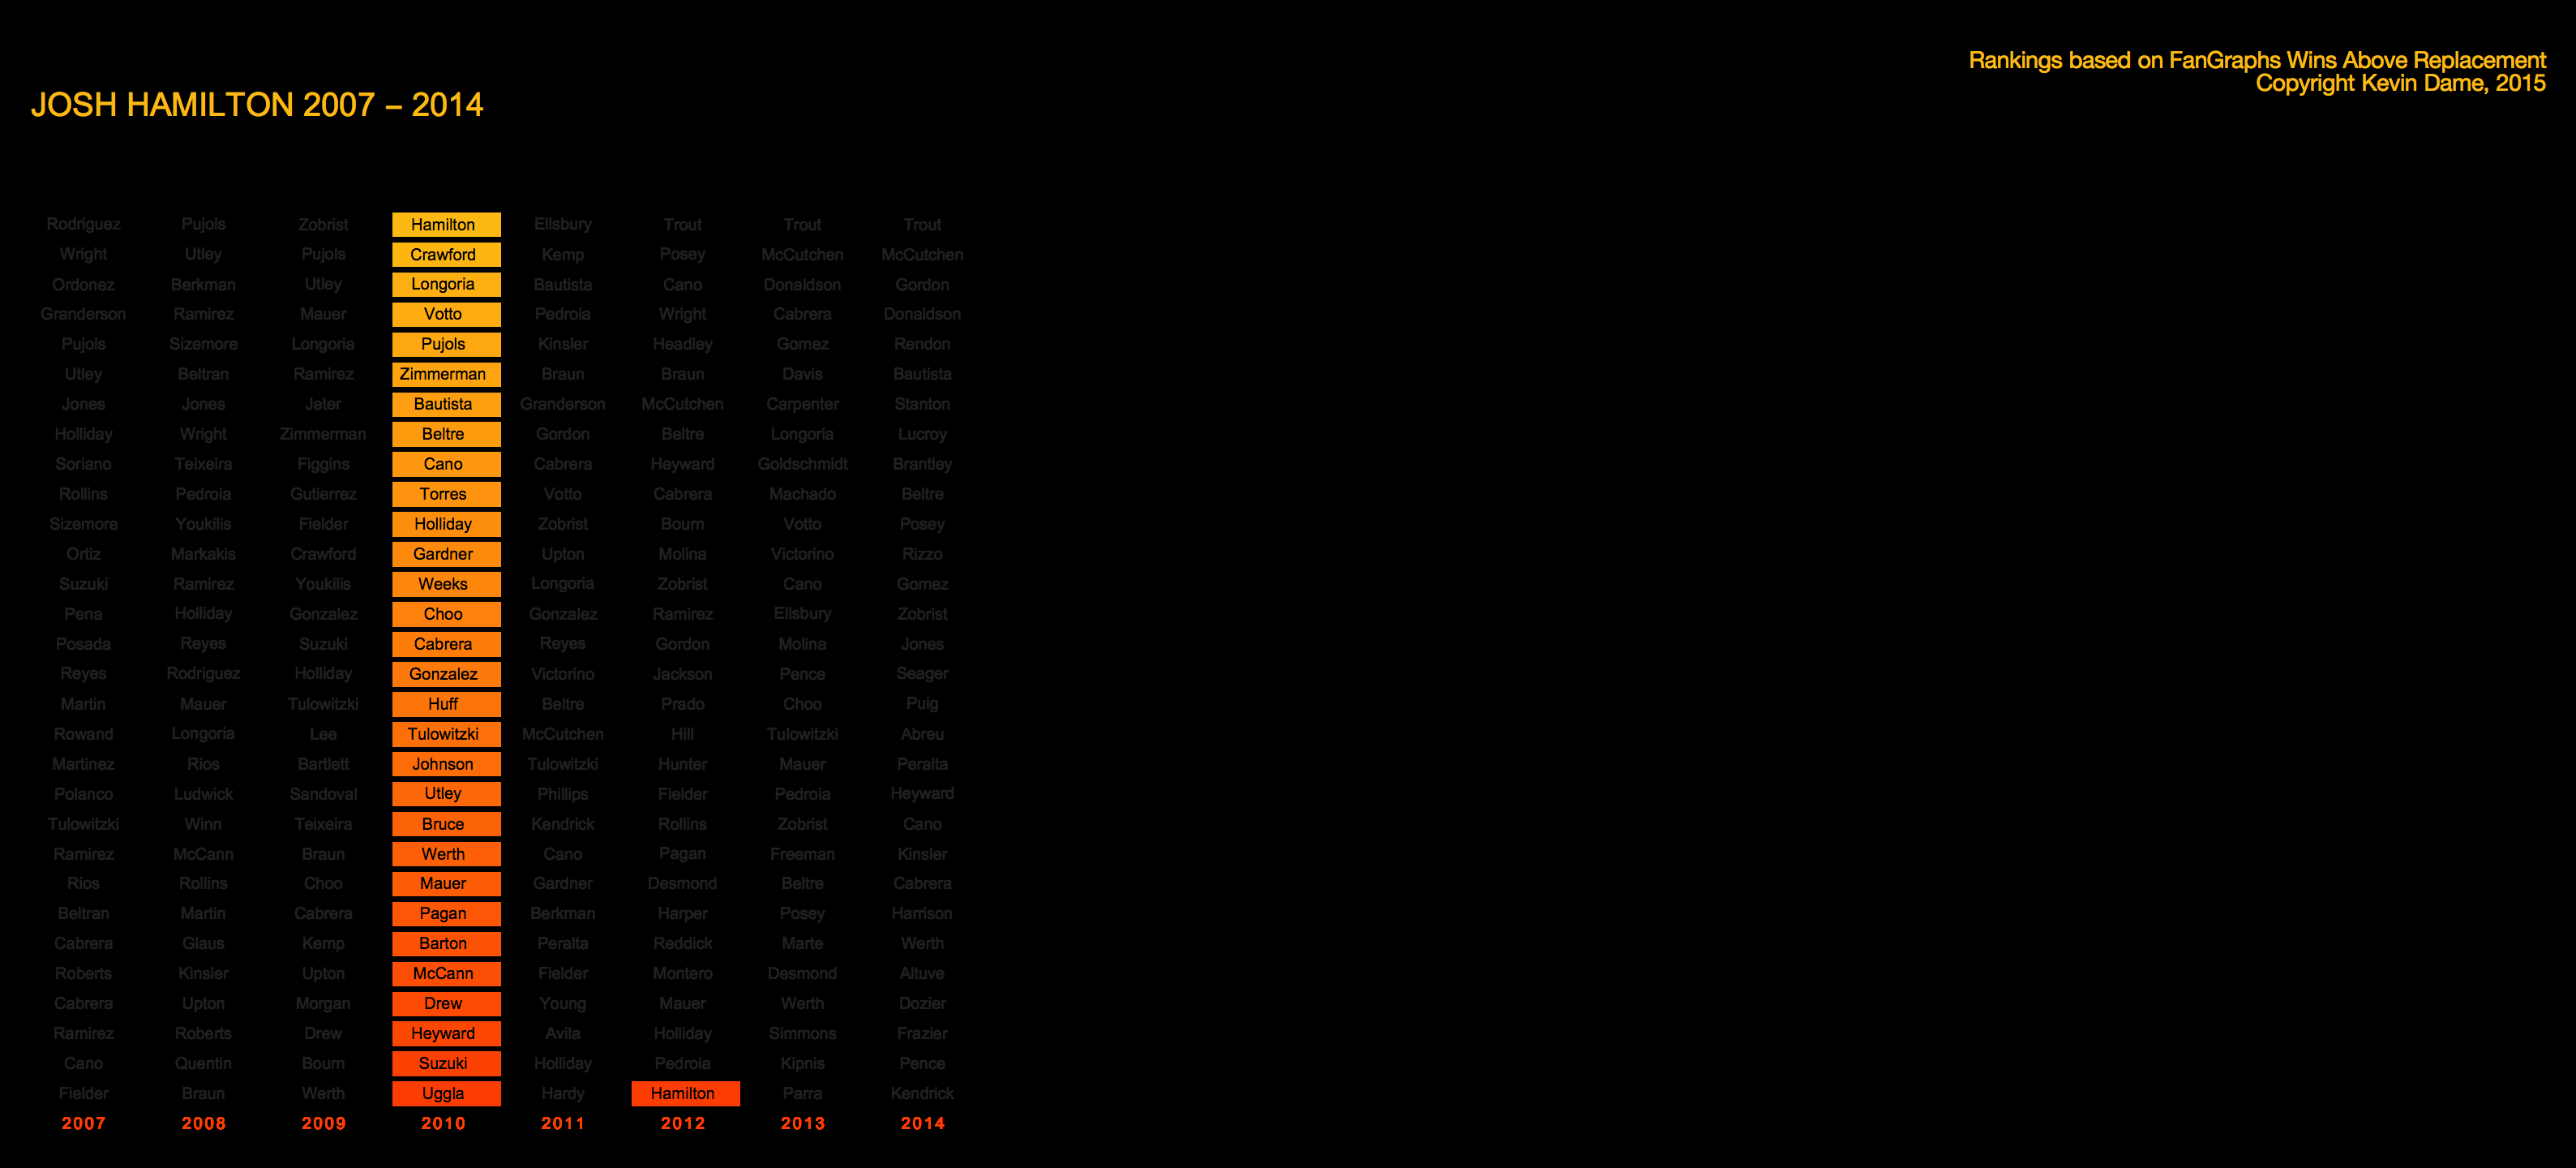 Rankings based on FanGraphs Wins Above Replacement
Copyright Kevin Dame, 2015
JOSH HAMILTON 2007 – 2014
Rodriguez Pujols Zobrist Hamilton Ellsbury Trout Trout Trout
Wright Utley Pujols Crawford Kemp Posey McCutchen McCutchen
Ordonez Berkman Utley Longoria Bautista Cano Donaldson Gordon
Granderson Ramirez Mauer Votto Pedroia Wright Cabrera Donaldson
Pujols Sizemore Longoria Pujols Kinsler Headley Gomez Rendon
Utley Beltran Ramirez Zimmerman Braun Braun Davis Bautista
Jones Jones Jeter Bautista Granderson McCutchen Carpenter Stanton
Holliday Wright Zimmerman Beltre Gordon Beltre Longoria Lucroy
Soriano Teixeira Figgins Cano Cabrera Heyward Goldschmidt Brantley
Rollins Pedroia Gutierrez Torres Votto Cabrera Machado Beltre
Sizemore Youkilis Fielder Holliday Zobrist Bourn Votto Posey
Ortiz Markakis Crawford Gardner Upton Molina Victorino Rizzo
Suzuki Ramirez Youkilis Weeks Longoria Zobrist Cano Gomez
Pena Holliday Gonzalez Choo Gonzalez Ramirez Ellsbury Zobrist
Posada Reyes Suzuki Cabrera Reyes Gordon Molina Jones
Reyes Rodriguez Holliday Gonzalez Victorino Jackson Pence Seager
Martin Mauer Tulowitzki Huff Beltre Prado Choo Puig
Rowand Longoria Lee Tulowitzki McCutchen Hill Tulowitzki Abreu
Martinez Rios Bartlett Johnson Tulowitzki Hunter Mauer Peralta
Polanco Ludwick Sandoval Utley Phillips Fielder Pedroia Heyward
Tulowitzki Winn Teixeira Bruce Kendrick Rollins Zobrist Cano
Ramirez McCann Braun Werth Cano Pagan Freeman Kinsler
Rios Rollins Choo Mauer Gardner Desmond Beltre Cabrera
Beltran Martin Cabrera Pagan Berkman Harper Posey Harrison
Cabrera Glaus Kemp Barton Peralta Reddick Marte Werth
Roberts Kinsler Upton McCann Fielder Montero Desmond Altuve
Cabrera Upton Morgan Drew Young Mauer Werth Dozier
Ramirez Roberts Drew Heyward Avila Holliday Simmons Frazier
Cano Quentin Bourn Suzuki Holliday Pedroia Kipnis Pence
Fielder Braun Werth Uggla Hardy Hamilton Parra Kendrick
2007 2008 2009 2010 2011 2012 2013 2014